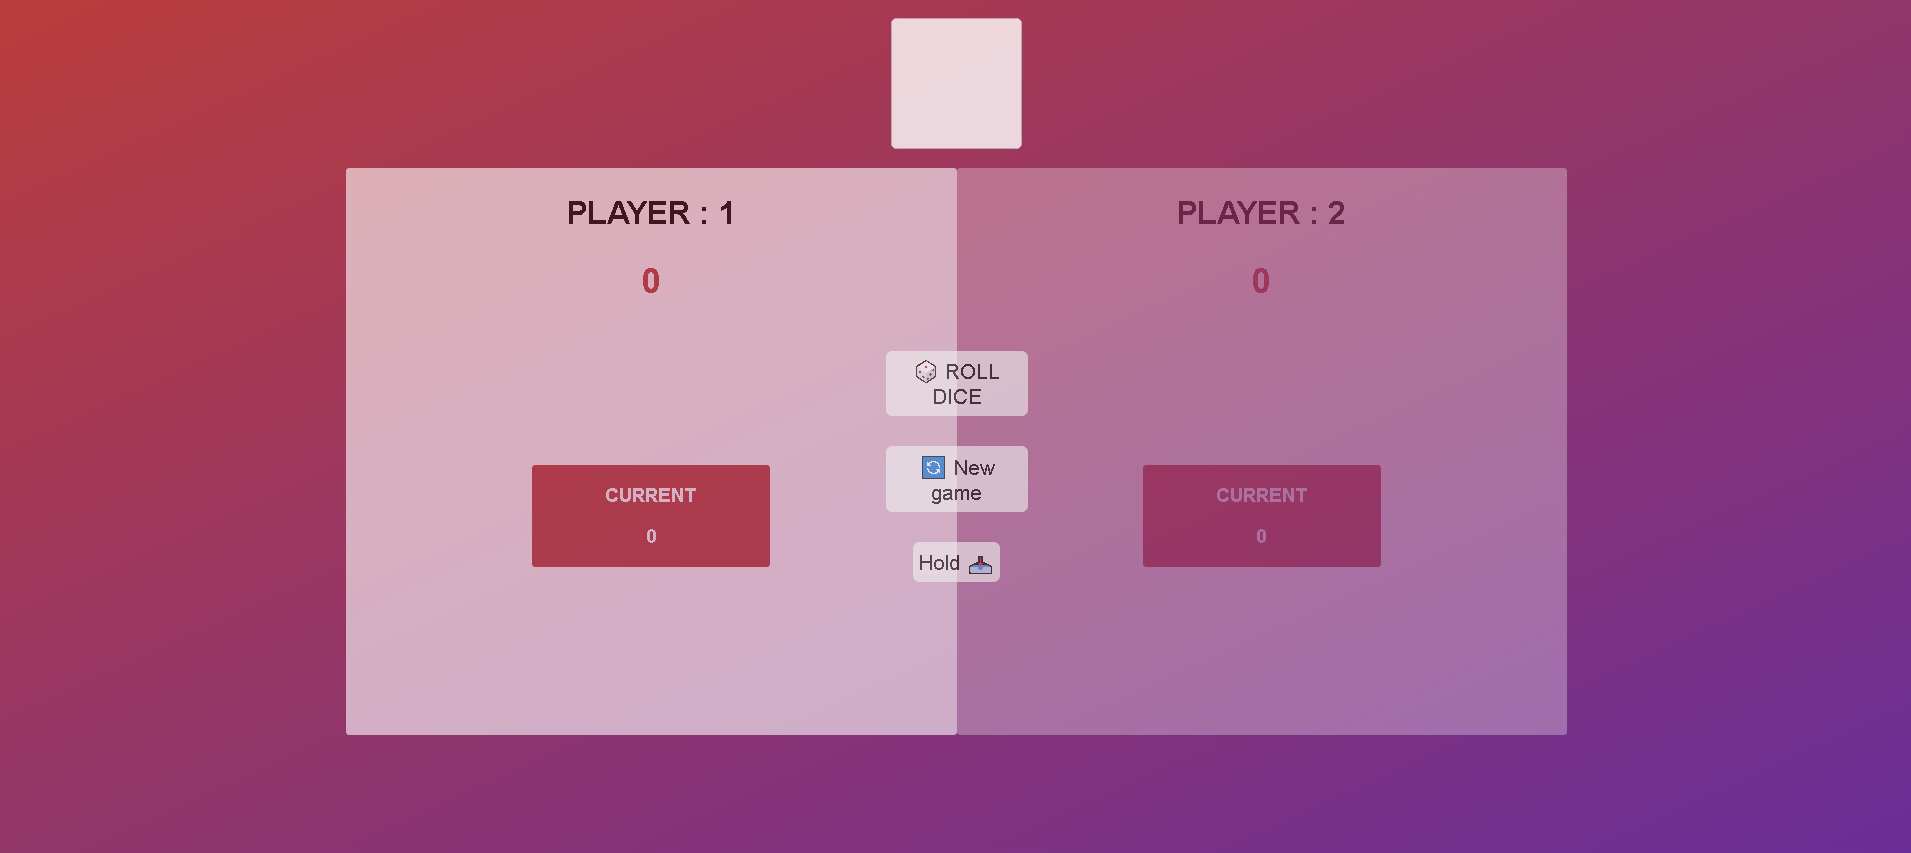 PLAYER : 1
0
CURRENT
0
PLAYER : 2
0
CURRENT
0
ROLL
DICE
New
game
Hold